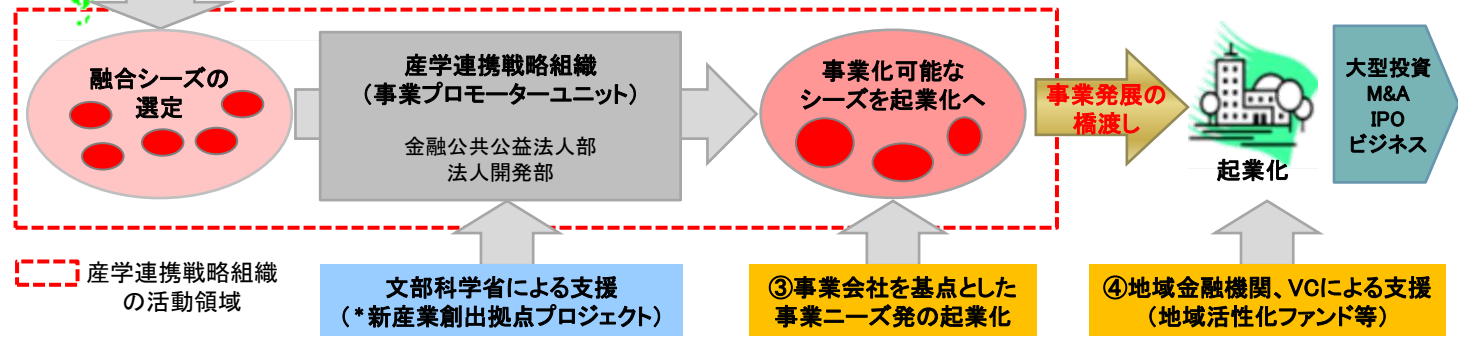 融合シーズの
選定
産学連携戦略組織
（事業プロモーターユニット）
金融公共公益法人部
法人開発部
事業化可能な
シーズを起業化へ
事業発展の
橋渡し
起業化
大型投資
M&A
IPO
ビジネス
産学連携戦略組織
の活動領域
文部科学省による支援
（*新産業創出拠点プロジェクト）
③事業会社を基点とした
事業ニーズ発の起業化
④地域金融機関、VCによる支援
（地域活性化ファンド等）